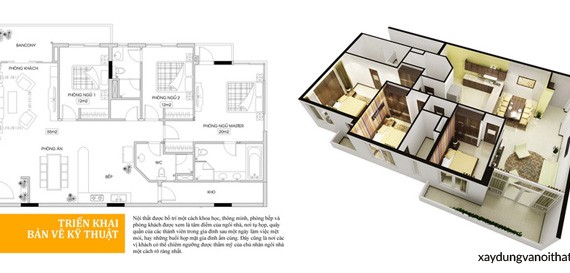 BANCONY
PHÒNG KHÁCH
PHÒNG NGỦ 1
12m2
PHÒNG NGỦ 2
12m2
PHÒNG NGỦ MASTER
20m2
50m2
PHÒNG ĂN
BẾP
WC
KHO
TRIỂN KHAI
BẢN VẼ KỸ THUẬT
Nội thất được bố trí một cách khoa học, thông minh, phòng bếp và
phòng khách được xem là tâm điểm của ngôi nhà, nơi tụ họp, quây
quần của các thành viên trong gia đình sau một ngày làm việc mệt
mỏi, hay những buổi họp mặt gia đình ấm cúng. Đây cũng là nơi các
vị khách có thể chiêm ngưỡng được thẩm mỹ của chủ nhân ngôi nhà
một cách rõ ràng nhất.
xaydungvanoithat